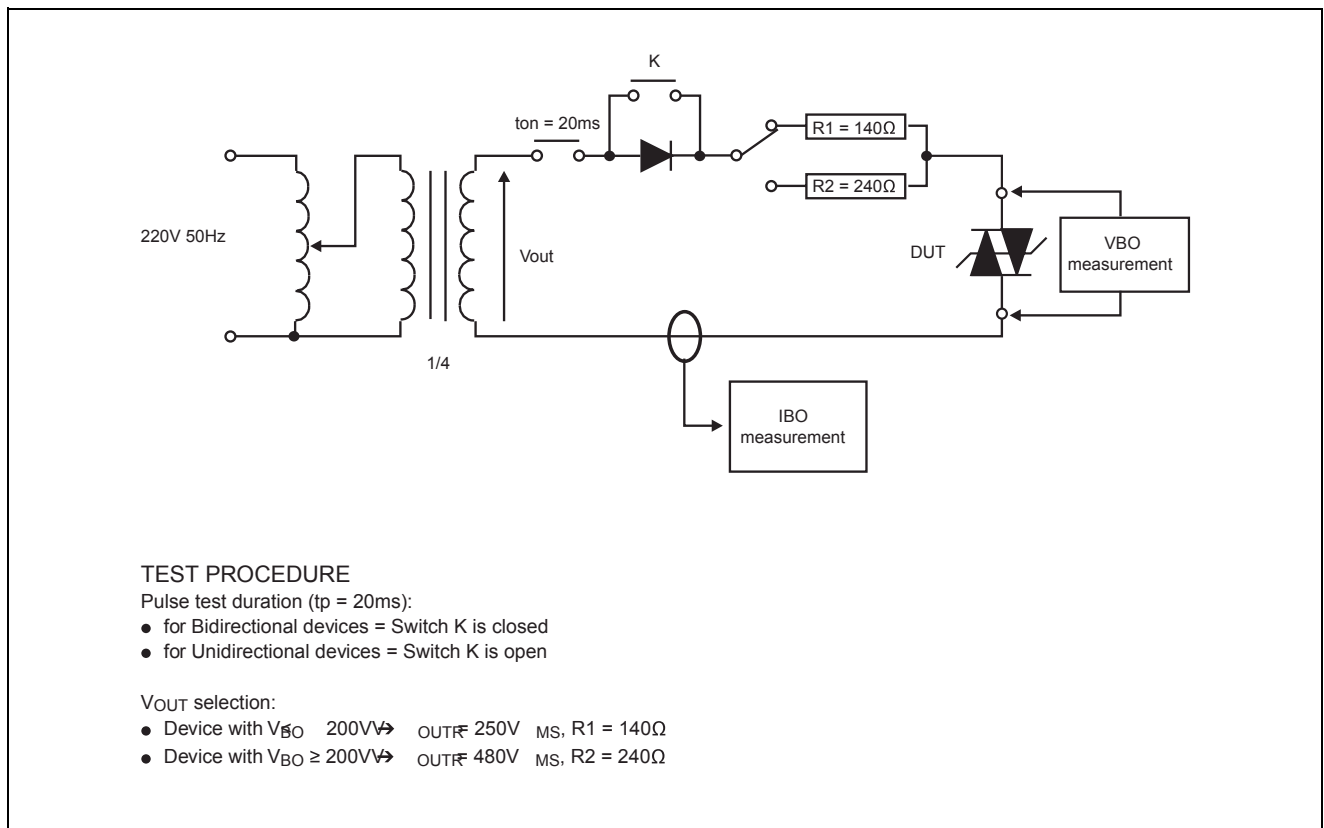 K
ton = 20ms
R1 = 140Ω
R2 = 240Ω
220V 50Hz
Vout
DUT
VBO
measurement
1/4
IBO
measurement
TEST PROCEDURE
Pulse test duration (tp = 20ms):
● for Bidirectional devices = Switch K is closed
● for Unidirectional devices = Switch K is open
VOUT selection:
● Device with 200V OUT = 250V MS, R1 = 140Ω
● Device with VBO ≥ 200V OUT = 480V MS, R2 = 240Ω